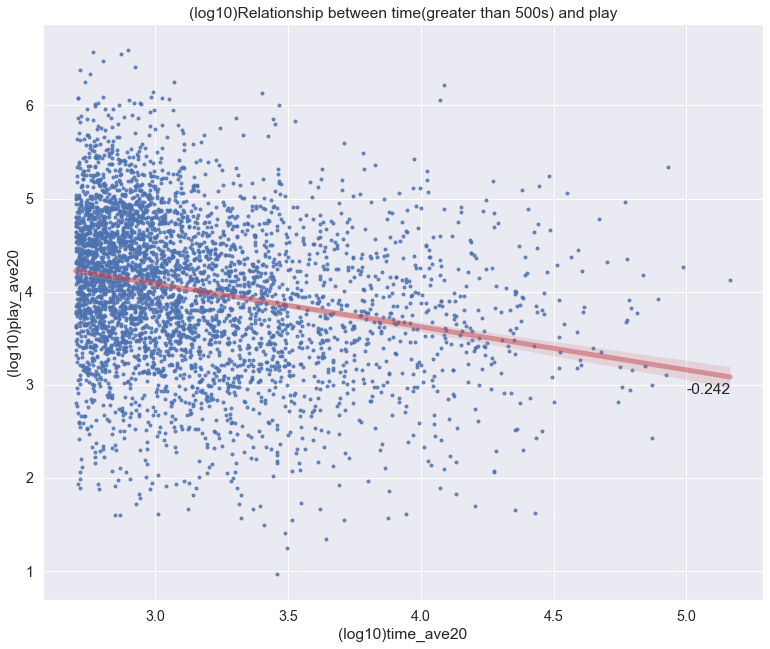 (log10)Relationship between time(greater than 500s) and play
(log10)play_ave20
6
5
4
3
2
1
-0.242
3.0 3.5 4.0 4.5 5.0
(log10)time_ave20